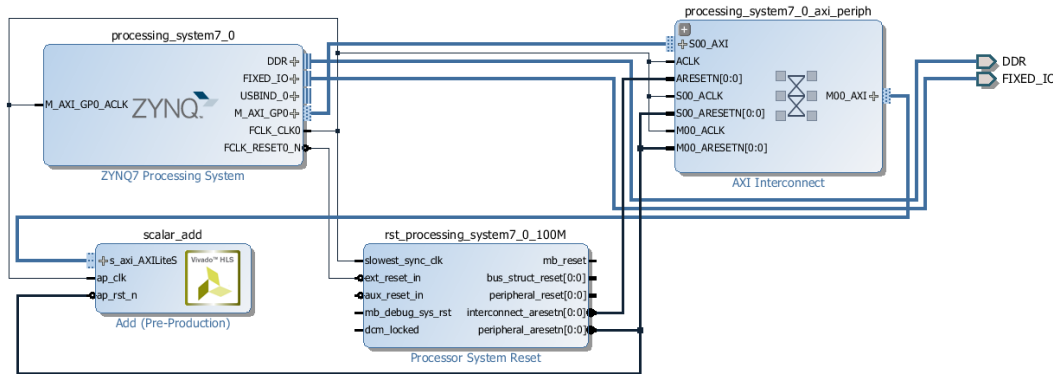 processing_system7_0
DDR
FIXED_IO
USBIND_0
M_AXI_GP0
FCLK_CLK0
FCLK_RESET0_N
M_AXI_GP0_ACLK
ZYNQ
ZYNQ7 Processing System
processing_system7_0_axi_periph
S00_AXI
ACLK
ARESETN[0:0]
S00_ACLK
S00_ARESETN[0:0]
M00_ACLK
M00_ARESETN[0:0]
M00_AXI
AXI Interconnect
DDR
FIXED_IO
scalar_add
s_axi_AXILiteS
ap_clk
ap_rst_n
Vivado™ HLS
Add (Pre-Production)
rst_processing_system7_0_100M
slowest_sync_clk
ext_reset_in
aux_reset_in
mb_debug_sys_rst
dcm_locked
mb_reset
bus_struct_reset[0:0]
peripheral_reset[0:0]
interconnect_aresetn[0:0]
peripheral_aresetn[0:0]
Processor System Reset